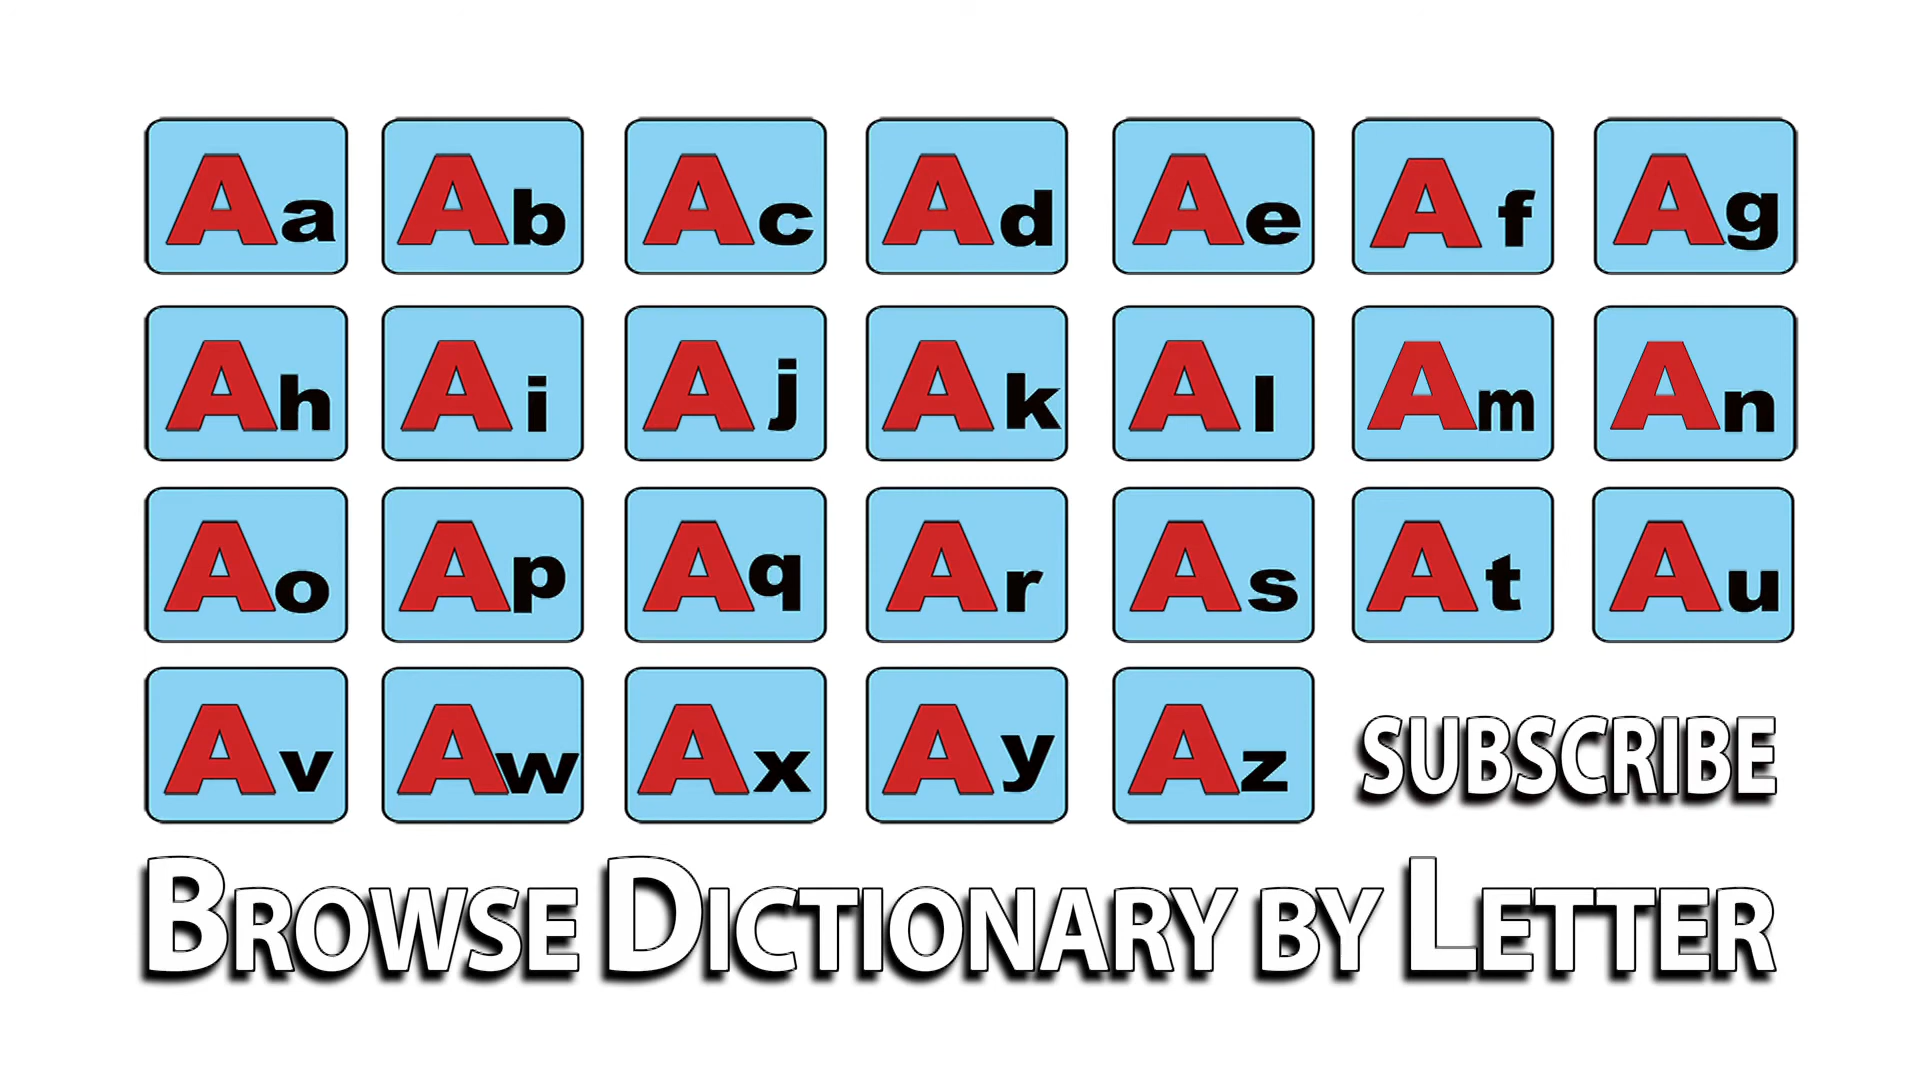 Aa Ab Ac Ad Ae Af Ag
Ah Ai Aj Ak Al Am An
Ao Ap Aq Ar As At Au
Av Aw Ax Ay Az SUBSCRIBE
BROWSE DICTIONARY BY LETTER